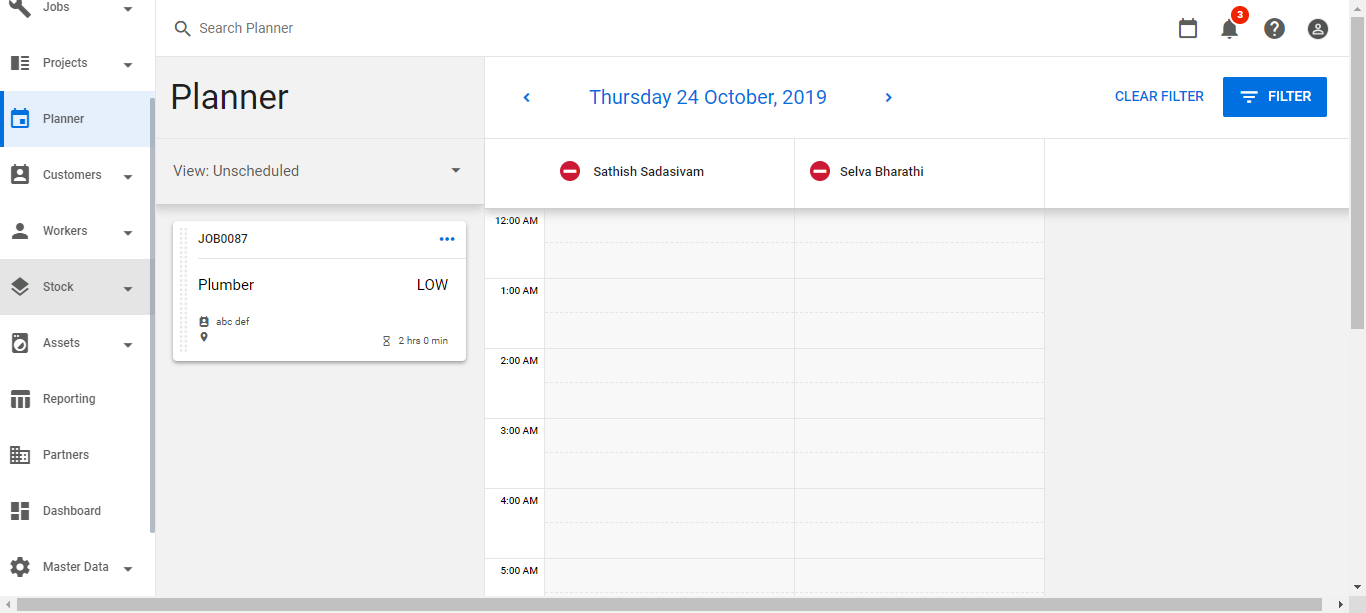 Jobs
Projects
Planner
Customers
Workers
Stock
Assets
Reporting
Partners
Dashboard
Master Data
Search Planner
3
Planner
View: Unscheduled
JOB0087
Plumber LOW
abc def
2 hrs 0 min
Thursday 24 October, 2019
CLEAR FILTER
FILTER
Sathish Sadasivam
Selva Bharathi
12:00 AM
1:00 AM
2:00 AM
3:00 AM
4:00 AM
5:00 AM